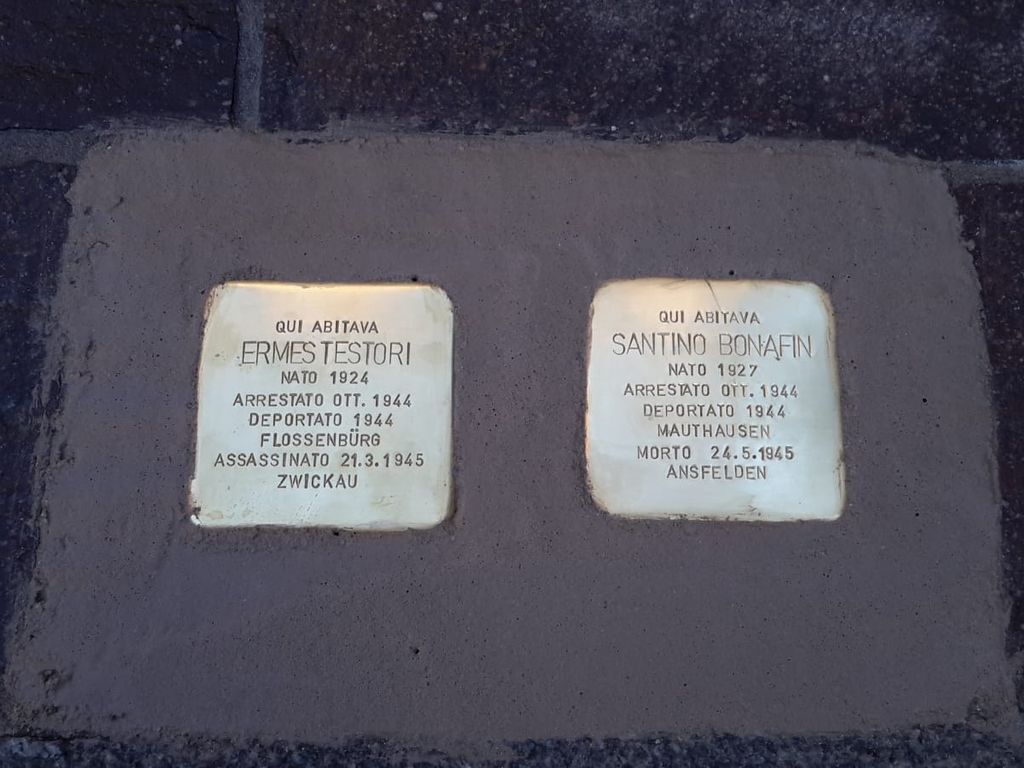 QUI ABITAVA
ERMES TESTORI
NATO 1924
ARRESTATO OTT. 1944
DEPORTATO 1944
FLOSSENBÜRG
ASSASSINATO 21.3.1945
ZWICKAU
QUI ABITAVA
SANTINO BONAFIN
NATO 1927
ARRESTATO OTT. 1944
DEPORTATO 1944
MAUTHAUSEN
MORTO 24.5.1945
ANSFELDEN